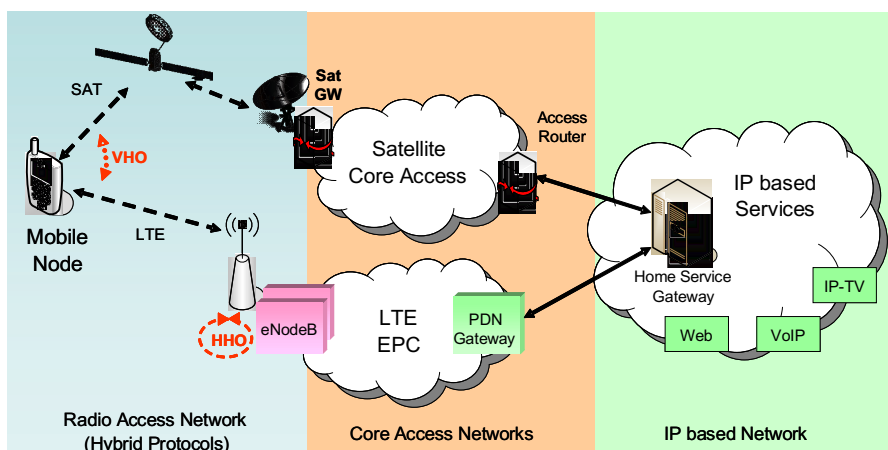 SAT
Sat
GW
VHO
Mobile
Node
LTE
HHO
eNodeB
Satellite
Core Access
Access
Router
LTE
EPC
PDN
Gateway
IP based
Services
Home Service
Gateway
IP-TV
Web
VoIP
Radio Access Network
(Hybrid Protocols)
Core Access Networks
IP based Network